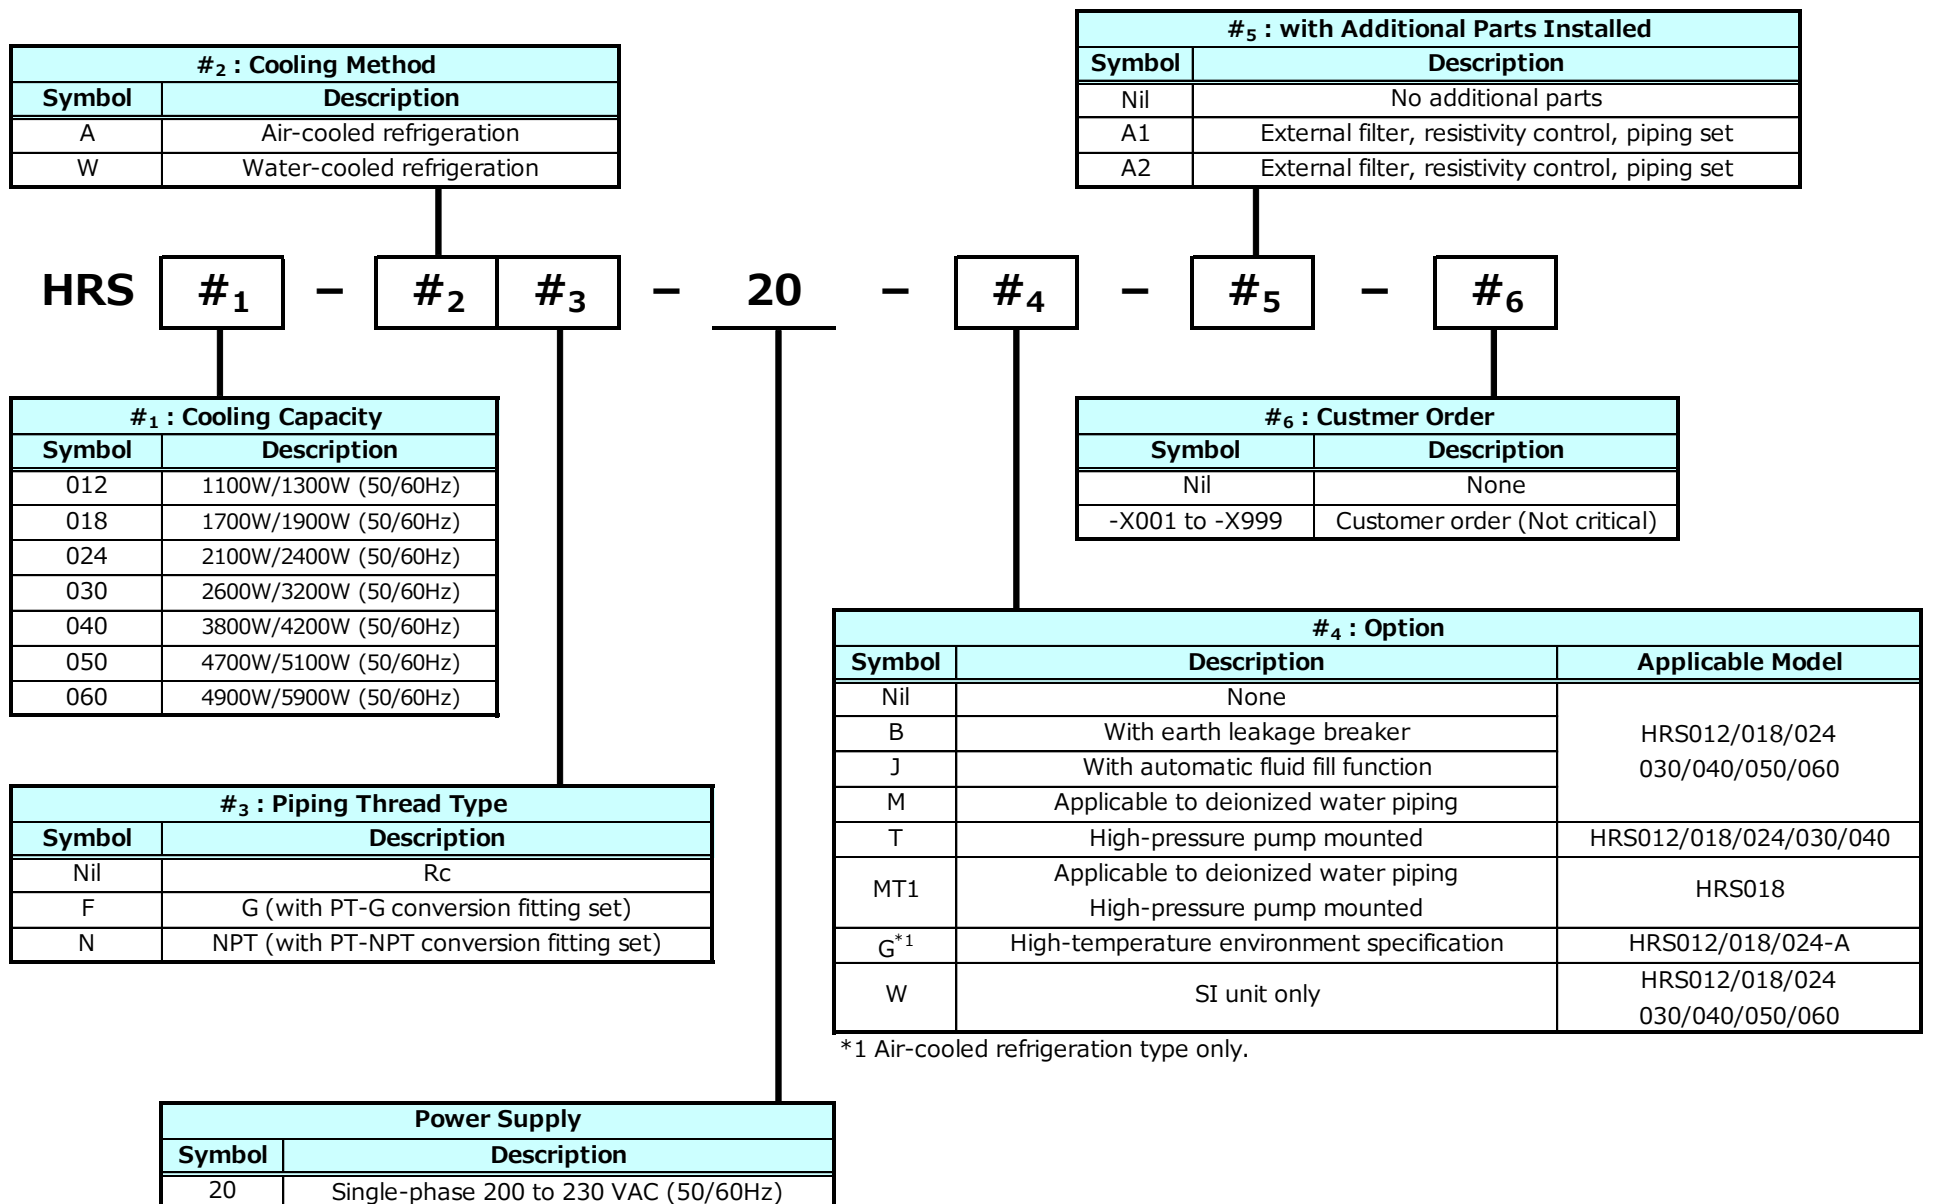 #2 : Cooling Method
Symbol Description
A Air-cooled refrigeration
W Water-cooled refrigeration
#5 : with Additional Parts Installed
Symbol Description
Nil No additional parts
A1 External filter, resistivity control, piping set
A2 External filter, resistivity control, piping set
HRS #1 – #2 #3 – 20 – #4 – #5 – #6
#1 : Cooling Capacity
Symbol Description
012 1100W/1300W (50/60Hz)
018 1700W/1900W (50/60Hz)
024 2100W/2400W (50/60Hz)
030 2600W/3200W (50/60Hz)
040 3800W/4200W (50/60Hz)
050 4700W/5100W (50/60Hz)
060 4900W/5900W (50/60Hz)
#6 : Custmer Order
Symbol Description
Nil None
-X001 to -X999 Customer order (Not critical)
#3 : Piping Thread Type
Symbol Description
Nil Rc
F G (with PT-G conversion fitting set)
N NPT (with PT-NPT conversion fitting set)
#4 : Option
Symbol Description Applicable Model
Nil None
B With earth leakage breaker HRS012/018/024
J With automatic fluid fill function 030/040/050/060
M Applicable to deionized water piping
T High-pressure pump mounted HRS012/018/024/030/040
MT1 Applicable to deionized water piping HRS018
High-pressure pump mounted
G*1 High-temperature environment specification HRS012/018/024-A
W SI unit only HRS012/018/024
030/040/050/060
*1 Air-cooled refrigeration type only.
Power Supply
Symbol Description
20 Single-phase 200 to 230 VAC (50/60Hz)